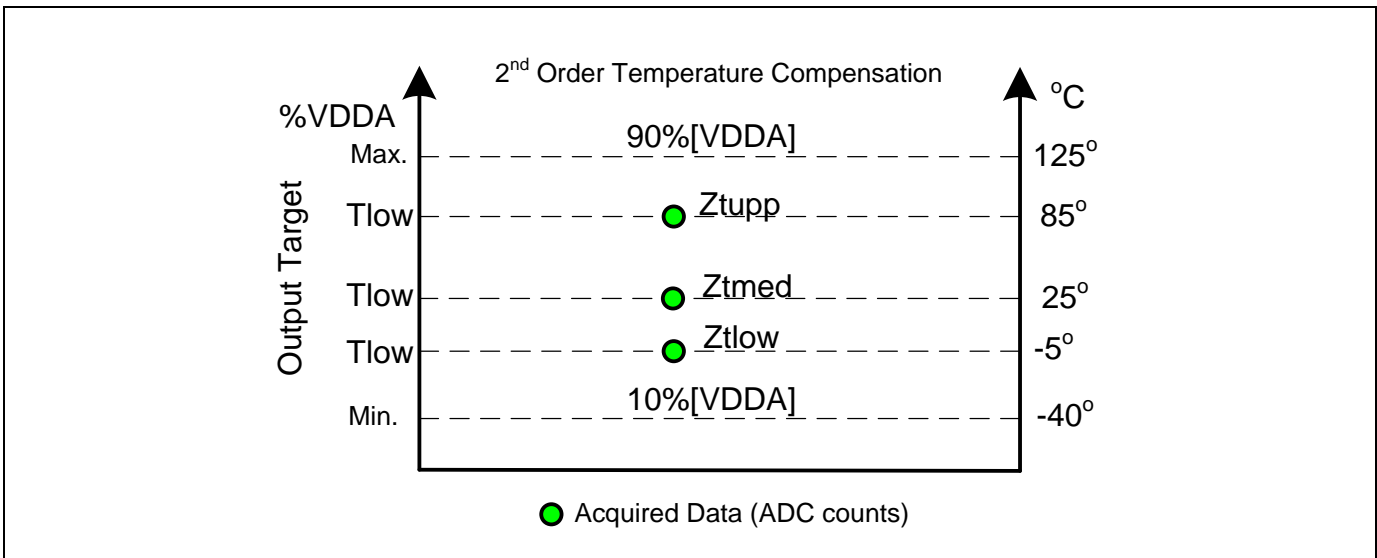 2nd Order Temperature Compensation
%VDDA
°C
Output Target
Max.
90%[VDDA]
125°
Tlow
Ztupp
85°
Tlow
Ztmed
25°
Tlow
Ztlow
-5°
Min.
10%[VDDA]
-40°
Acquired Data (ADC counts)